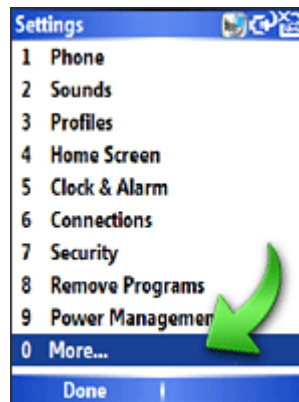 Settings
1 Phone
2 Sounds
3 Profiles
4 Home Screen
5 Clock & Alarm
6 Connections
7 Security
8 Remove Programs
9 Power Managemen
0 More...
Done